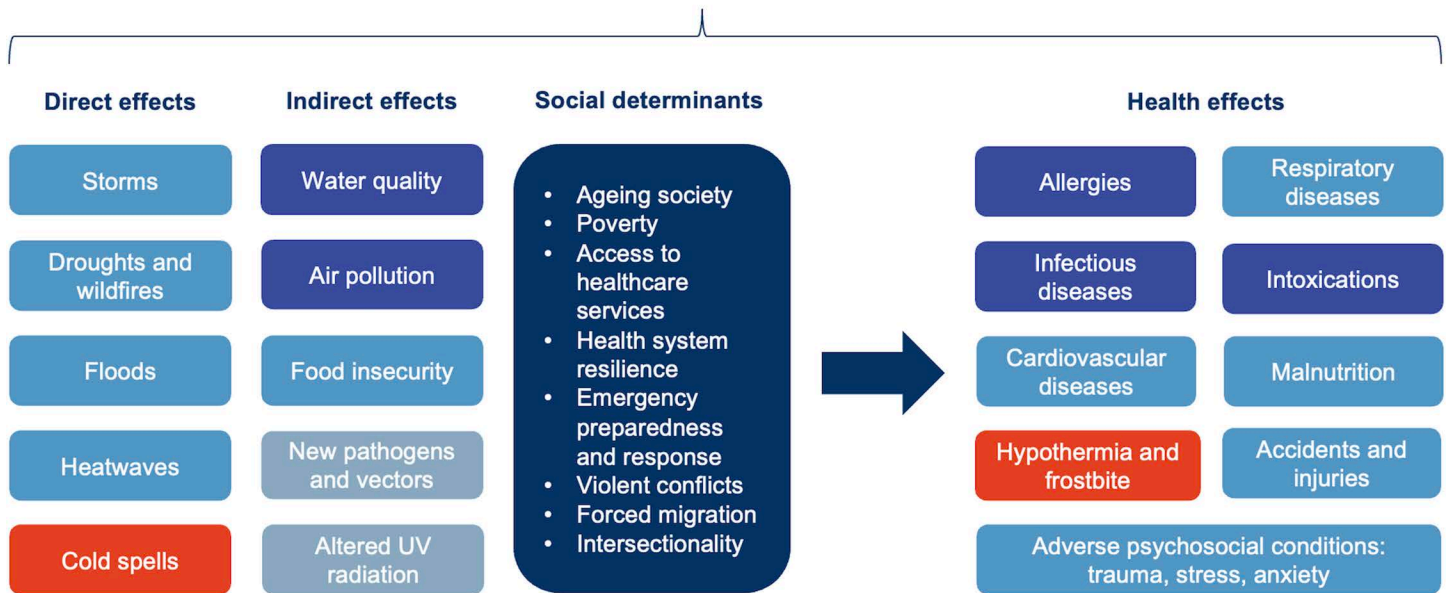 Direct effects
Storms
Droughts and
wildfires
Floods
Heatwaves
Cold spells
Indirect effects
Water quality
Air pollution
Food insecurity
New pathogens
and vectors
Altered UV
radiation
Social determinants
• Ageing society
• Poverty
• Access to
healthcare
services
• Health system
resilience
• Emergency
preparedness
and response
• Violent conflicts
• Forced migration
• Intersectionality
Health effects
Allergies
Respiratory
diseases
Infectious
diseases
Intoxications
Cardiovascular
diseases
Malnutrition
Hypothermia and
frostbite
Accidents and
injuries
Adverse psychosocial conditions:
trauma, stress, anxiety